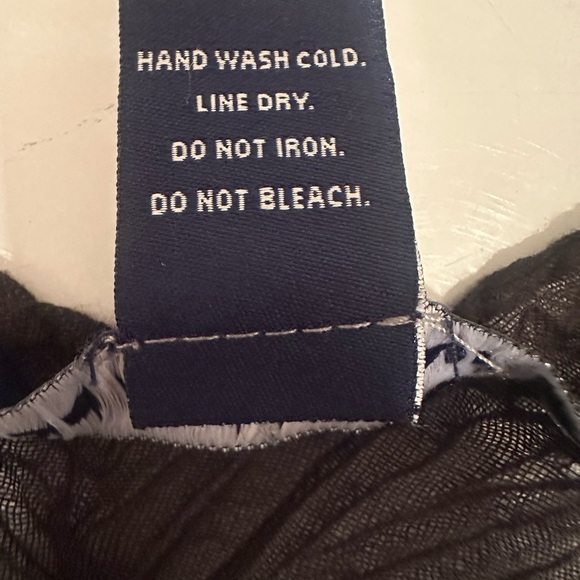 HAND WASH COLD.
LINE DRY.
DO NOT IRON.
DO NOT BLEACH.